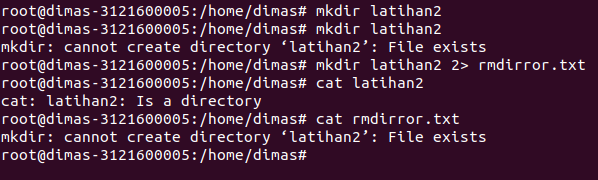 root@dimas-3121600005:/home/dimas# mkdir latihan2
root@dimas-3121600005:/home/dimas# mkdir latihan2
mkdir: cannot create directory ‘latihan2’: File exists
root@dimas-3121600005:/home/dimas# mkdir latihan2 2> rmdirror.txt
root@dimas-3121600005:/home/dimas# cat latihan2
cat: latihan2: Is a directory
root@dimas-3121600005:/home/dimas# cat rmdirror.txt
mkdir: cannot create directory ‘latihan2’: File exists
root@dimas-3121600005:/home/dimas#